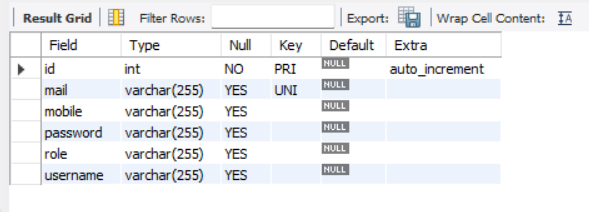 Result Grid Filter Rows: Export: Wrap Cell Content: IA
Field Type Null Key Default Extra
id int NO PRI NULL auto_increment
mail varchar(255) YES UNI NULL
mobile varchar(255) YES NULL
password varchar(255) YES NULL
role varchar(255) YES NULL
username varchar(255) YES NULL